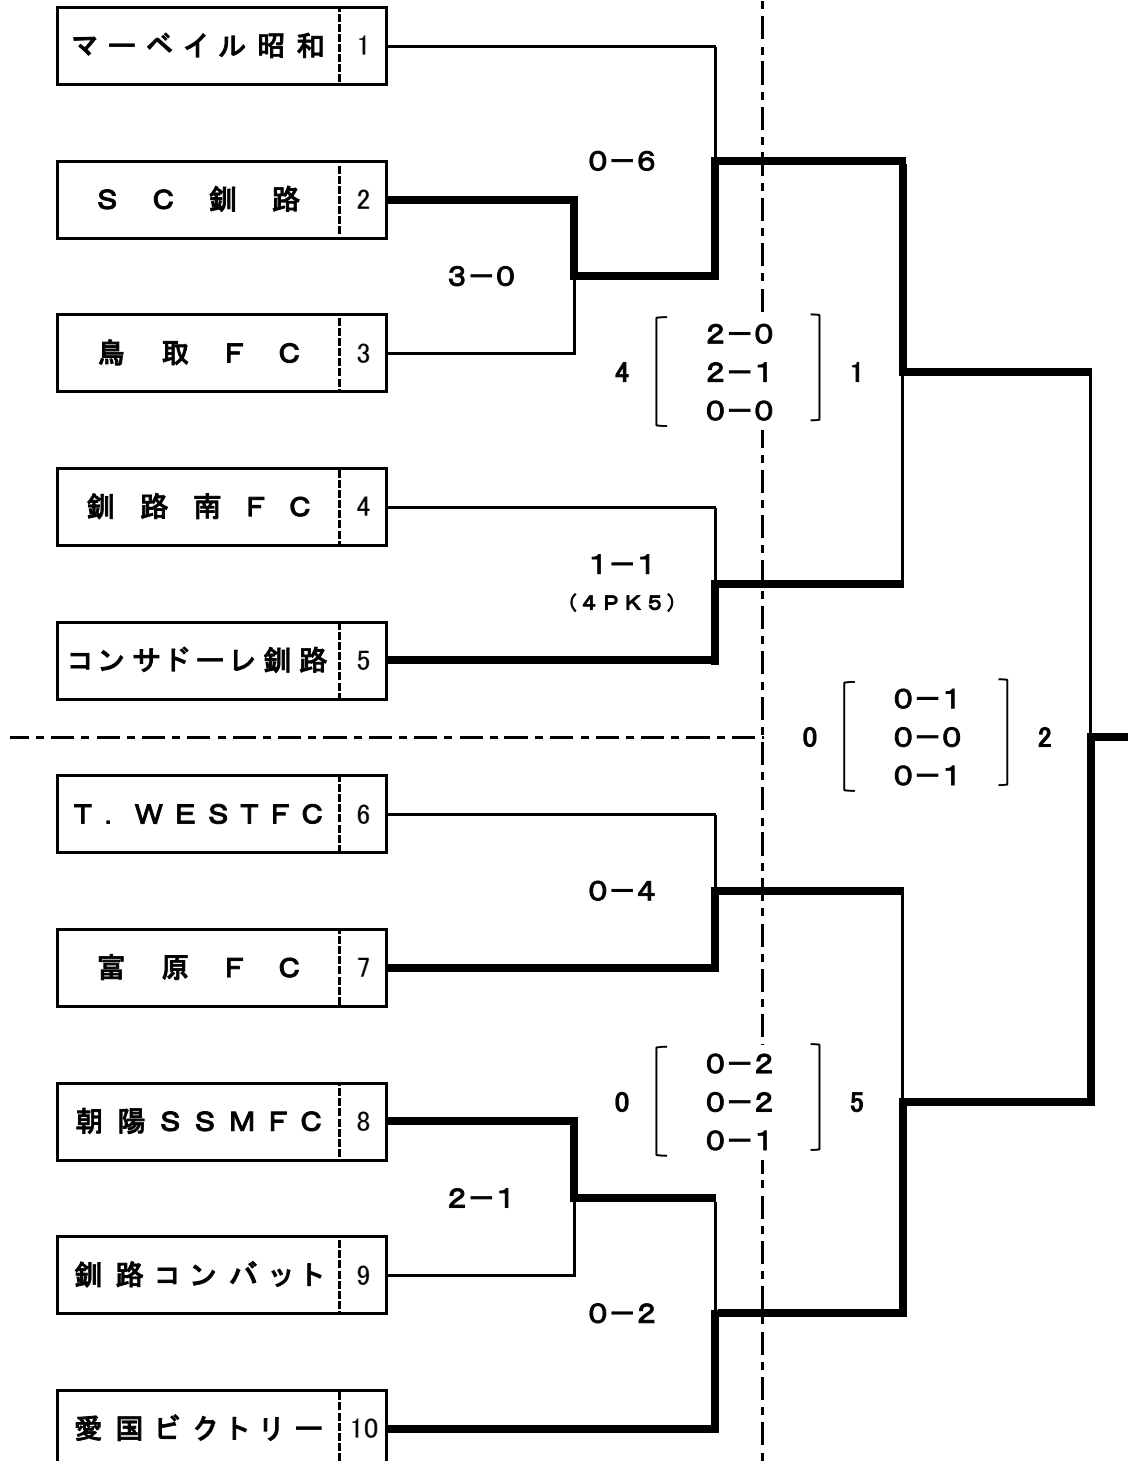 マーベイル昭和 1
0－6
SC釧路 2
3－0
鳥取FC 3
2－0
4 2－1 1
0－0
釧路南FC 4
1－1
(4PK5)
コンサドーレ釧路 5
0－1
0 0－0 2
0－1
T.WESTFC 6
0－4
富原FC 7
0－2
0 0－2 5
0－1
朝陽SSMFC 8
2－1
釧路コンバット 9
0－2
愛国ビクトリー 10